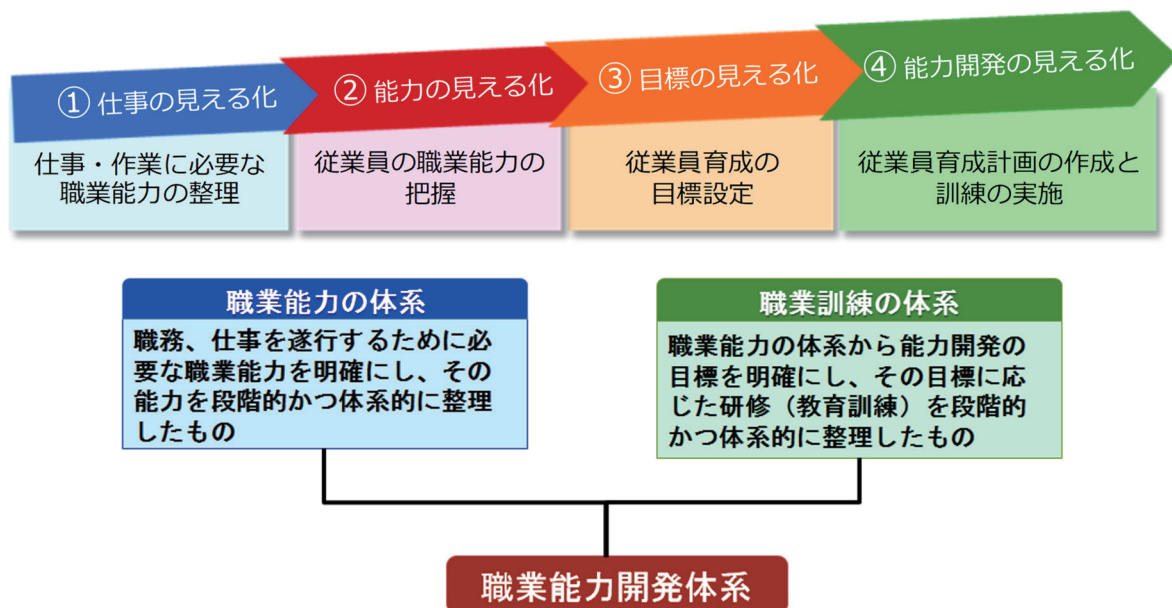 ① 仕事の見える化
② 能力の見える化
③ 目標の見える化
④ 能力開発の見える化
仕事・作業に必要な
職業能力の整理
従業員の職業能力の
把握
従業員育成の
目標設定
従業員育成計画の作成と
訓練の実施
職業能力の体系
職務、仕事を遂行するために必
要な職業能力を明確にし、その
能力を段階的かつ体系的に整理
したもの
職業訓練の体系
職業能力の体系から能力開発の
目標を明確にし、その目標に応
じた研修（教育訓練）を段階的
かつ体系的に整理したもの
職業能力開発体系